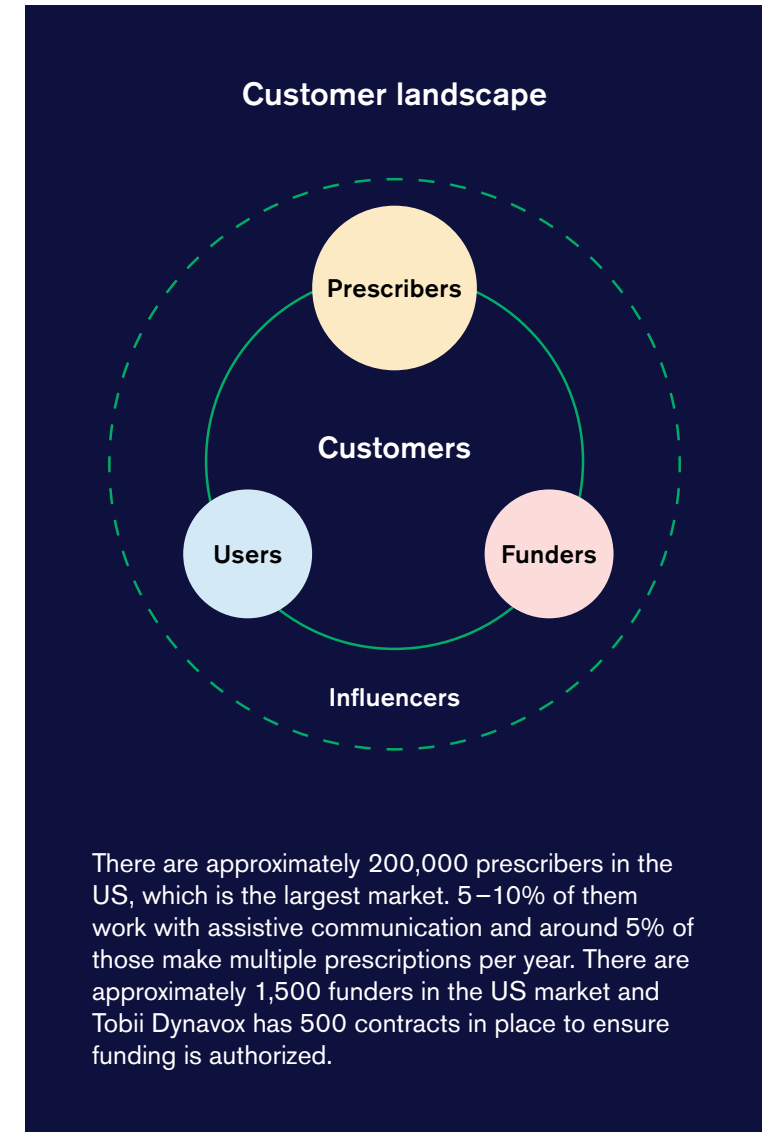 Customer landscape
Prescribers
Customers
Users
Funders
Influencers
There are approximately 200,000 prescribers in the
US, which is the largest market. 5–10% of them
work with assistive communication and around 5% of
those make multiple prescriptions per year. There are
approximately 1,500 funders in the US market and
Tobii Dynavox has 500 contracts in place to ensure
funding is authorized.